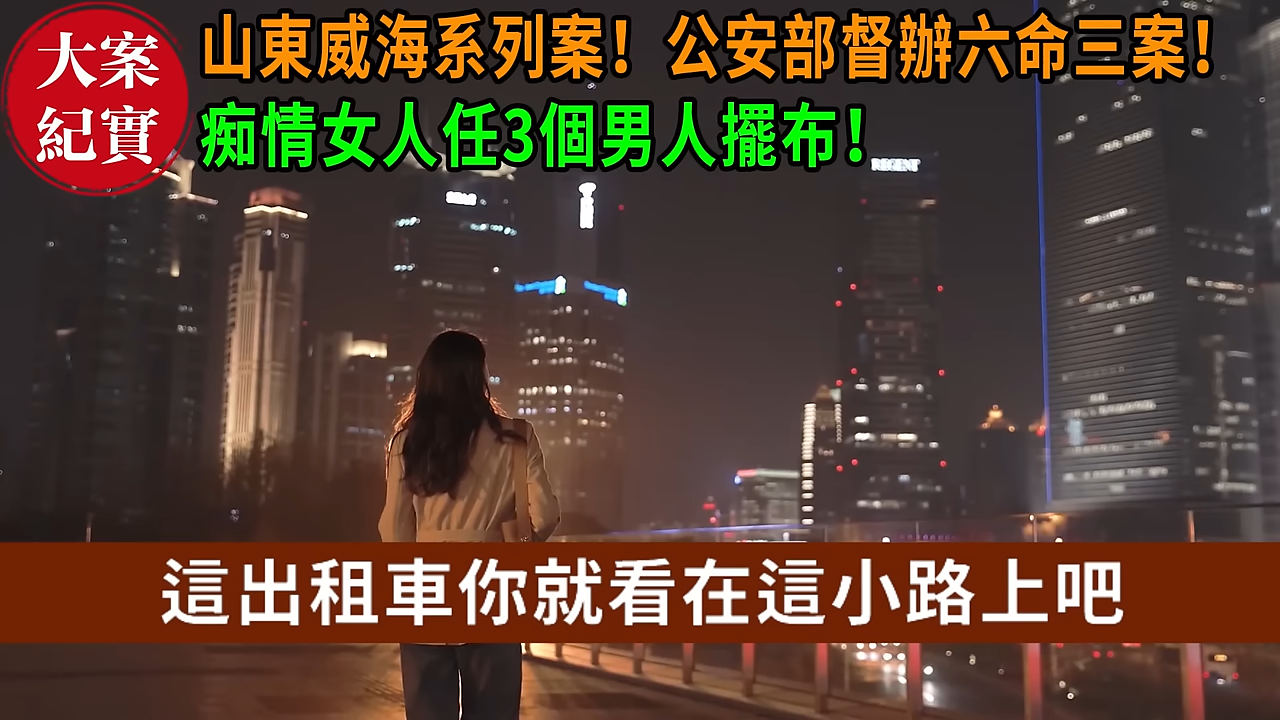 大案
紀實
山東威海系列案！公安部督辦六命三案！
痴情女人任3個男人擺布！
REGENT
這出租車你就看在這小路上吧